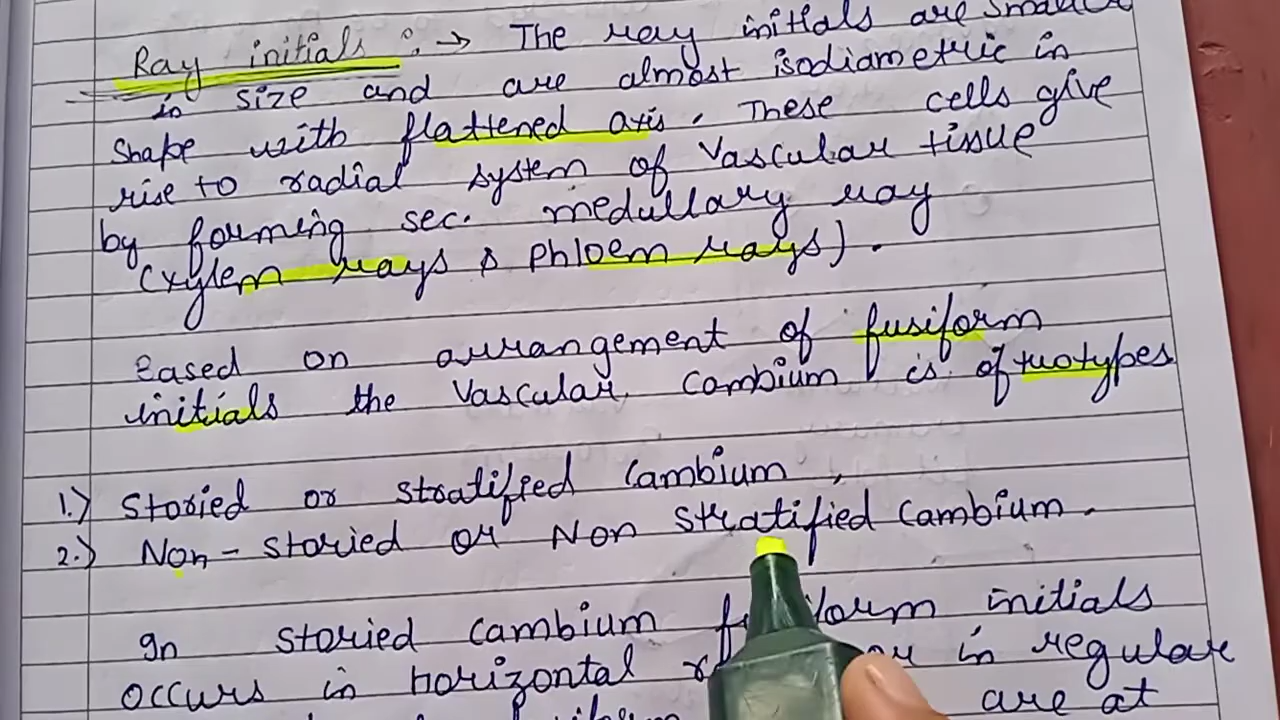 Ray initials :→ The ray initials are smaller
in size and are almost isodiametric in
shape with flattened axis. These cells give
rise to radial system of vascular tissue
by forming sec. medullary ray
(xylem rays & phloem rays).
Based on arrangement of fusiform
initials the vascular cambium is of two types
1.) Storied or stratified cambium,
2.) Non-storied or Non stratified cambium.
In storied cambium initials
occurs in horizontal or in regular
are at